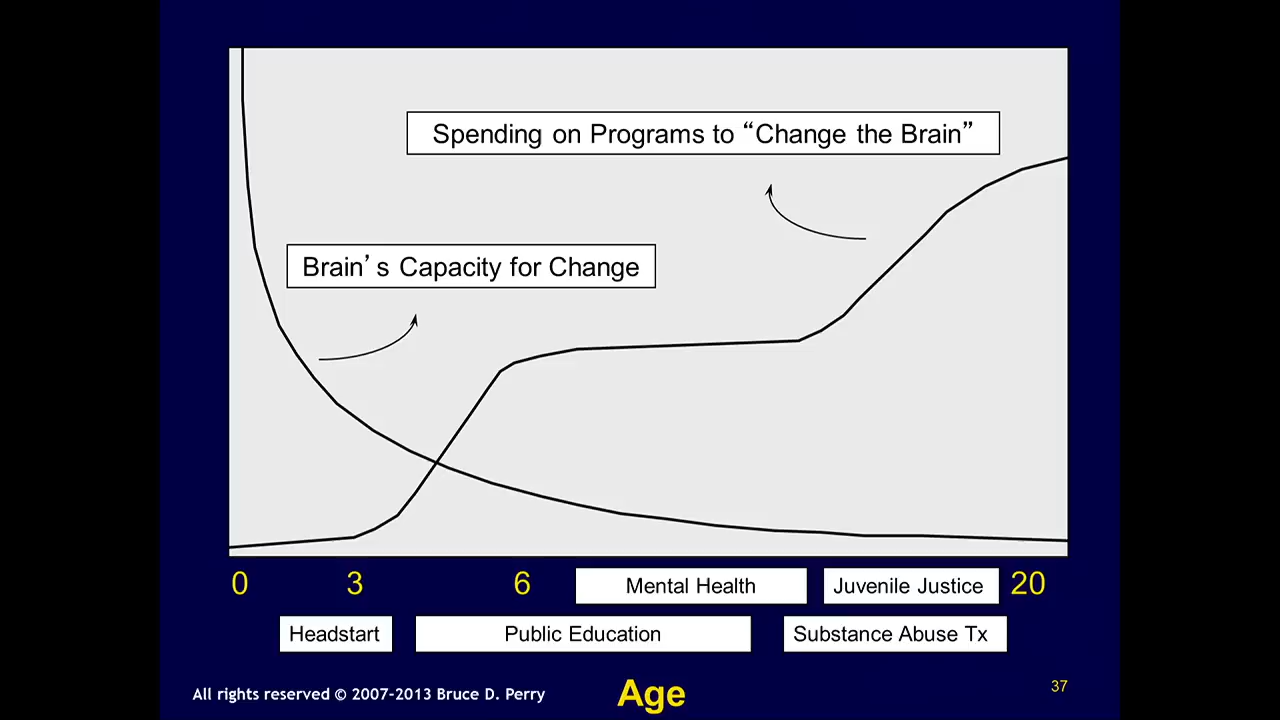 Spending on Programs to “Change the Brain”
Brain’ s Capacity for Change
0 3 6 Mental Health Juvenile Justice 20
Headstart Public Education Substance Abuse Tx
All rights reserved © 2007-2013 Bruce D. Perry Age 37